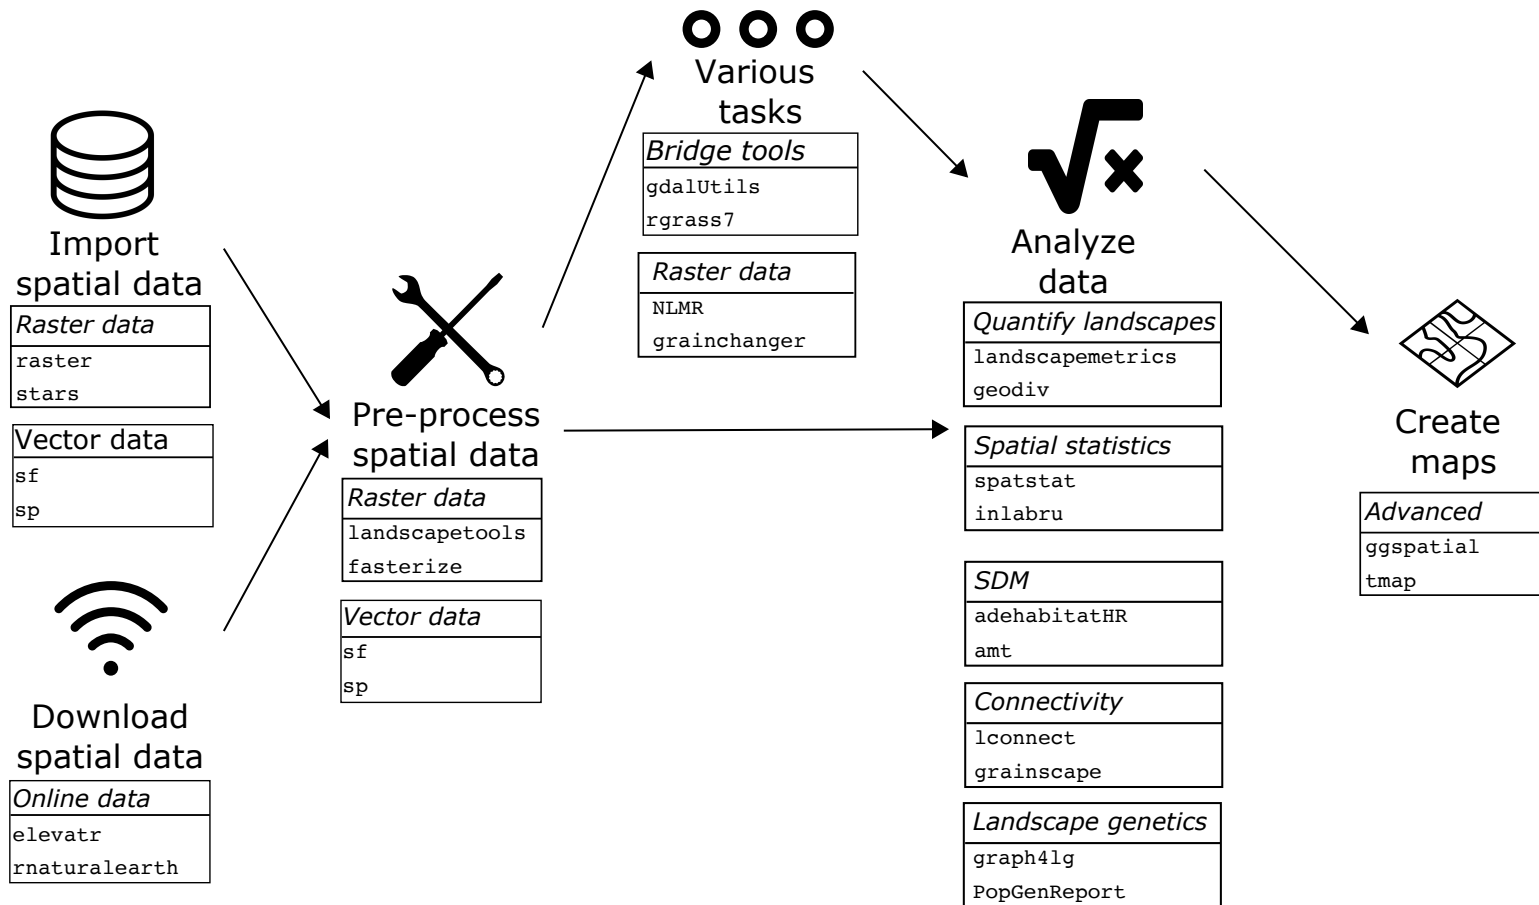 Import
spatial data
Raster data
raster
stars
Vector data
sf
sp
Download
spatial data
Online data
elevatr
rnaturalearth
Pre-process
spatial data
Raster data
landscapetools
fasterize
Vector data
sf
sp
Various
tasks
Bridge tools
gdalUtils
rgrass7
Raster data
NLMR
grainchanger
Analyze
data
Quantify landscapes
landscapemetrics
geodiv
Spatial statistics
spatstat
inlabru
SDM
adehabitatHR
amt
Connectivity
lconnect
grainscape
Landscape genetics
graph4lg
PopGenReport
Create
maps
Advanced
ggspatial
tmap